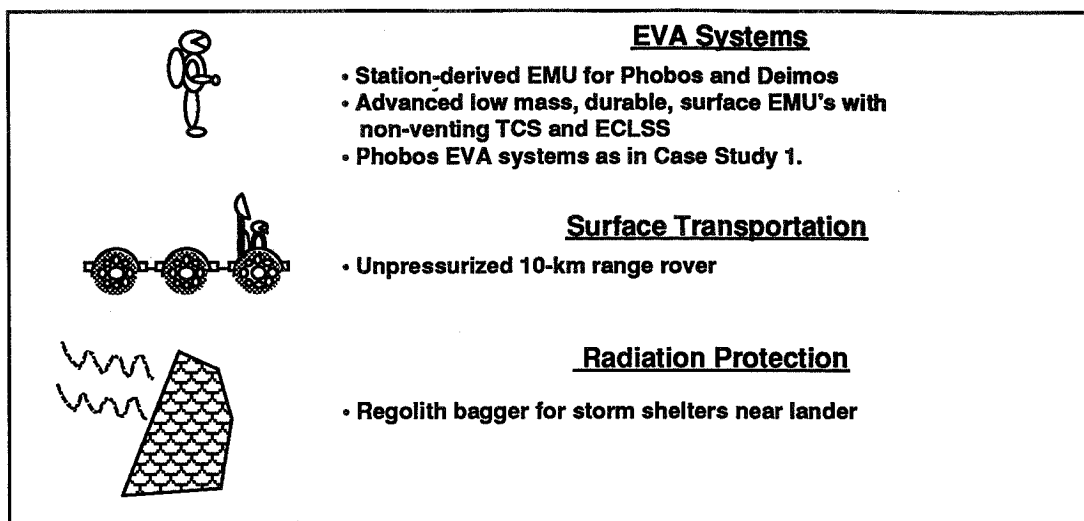 EVA Systems
• Station-derived EMU for Phobos and Deimos
• Advanced low mass, durable, surface EMU's with
non-venting TCS and ECLSS
• Phobos EVA systems as in Case Study 1.
Surface Transportation
• Unpressurized 10-km range rover
Radiation Protection
• Regolith bagger for storm shelters near lander